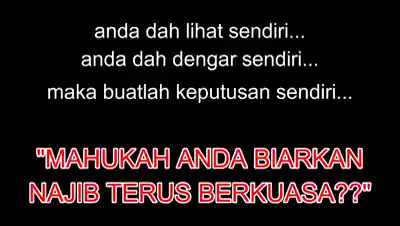 anda dah lihat sendiri...
anda dah dengar sendiri...
maka buatlah keputusan sendiri...
"MAHUKAH ANDA BIARKAN
NAJIB TERUS BERKUASA??"